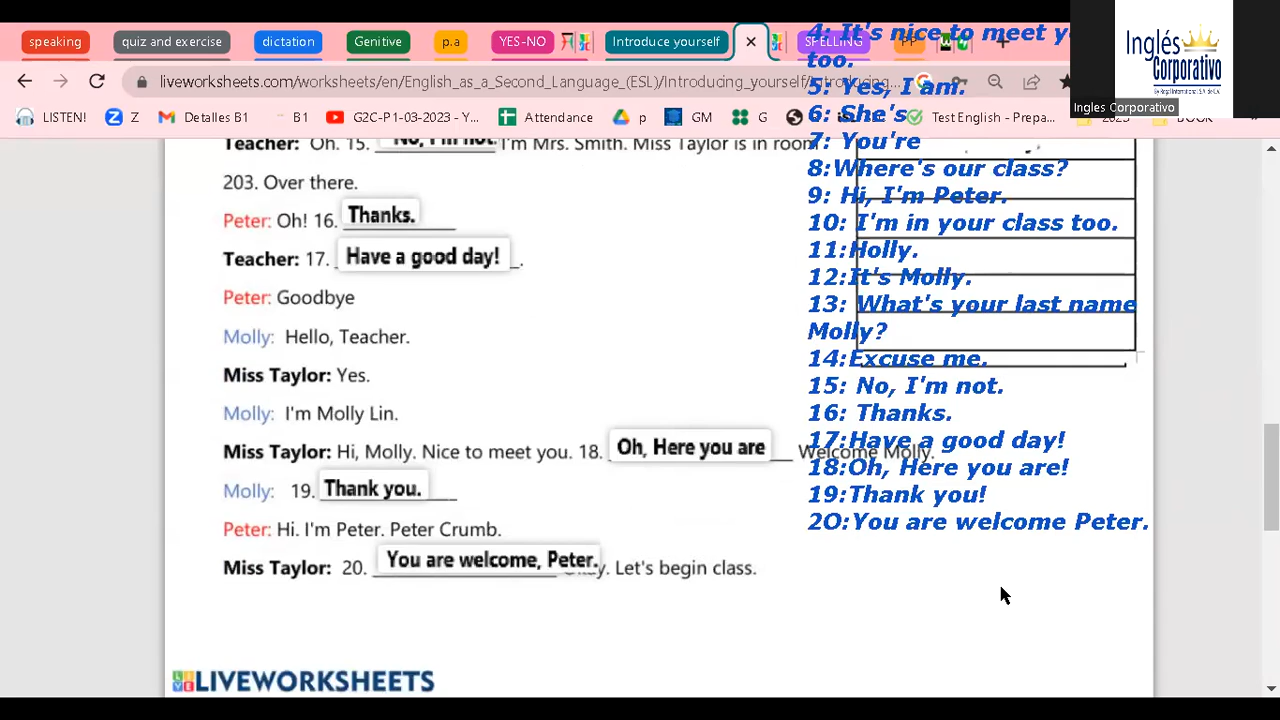 speaking quiz and exercise dictation Genitive p.a YES-NO Introduce yourself SPELLING PP
liveworksheets.com/worksheets/en/English_as_a_Second_Language_(ESL)/Introducing_yourself/Introducing...
LISTEN! Z Detalles B1 B1 G2C-P1-03-2023 - Y... Attendance p GM G Test English - Prepa... 2023 BOOK
Inglés
Corporativo
Ingles Corporativo
Teacher: Oh. 15. No, I'm not. I'm Mrs. Smith. Miss Taylor is in room
203. Over there.
Peter: Oh! 16. Thanks.
Teacher: 17. Have a good day! .
Peter: Goodbye
Molly: Hello, Teacher.
Miss Taylor: Yes.
Molly: I'm Molly Lin.
Miss Taylor: Hi, Molly. Nice to meet you. 18. Oh, Here you are Welcome Molly.
Molly: 19. Thank you.
Peter: Hi. I'm Peter. Peter Crumb.
Miss Taylor: 20. You are welcome, Peter. Okay. Let's begin class.
LIVEWORKSHEETS
4: It's nice to meet
too.
5: Yes, I am.
6: She's
7: You're
8:Where's our class?
9: Hi, I'm Peter.
10: I'm in your class too.
11:Holly.
12:It's Molly.
13: What's your last name
Molly?
14:Excuse me.
15: No, I'm not.
16: Thanks.
17:Have a good day!
18:Oh, Here you are!
19:Thank you!
2O:You are welcome Peter.